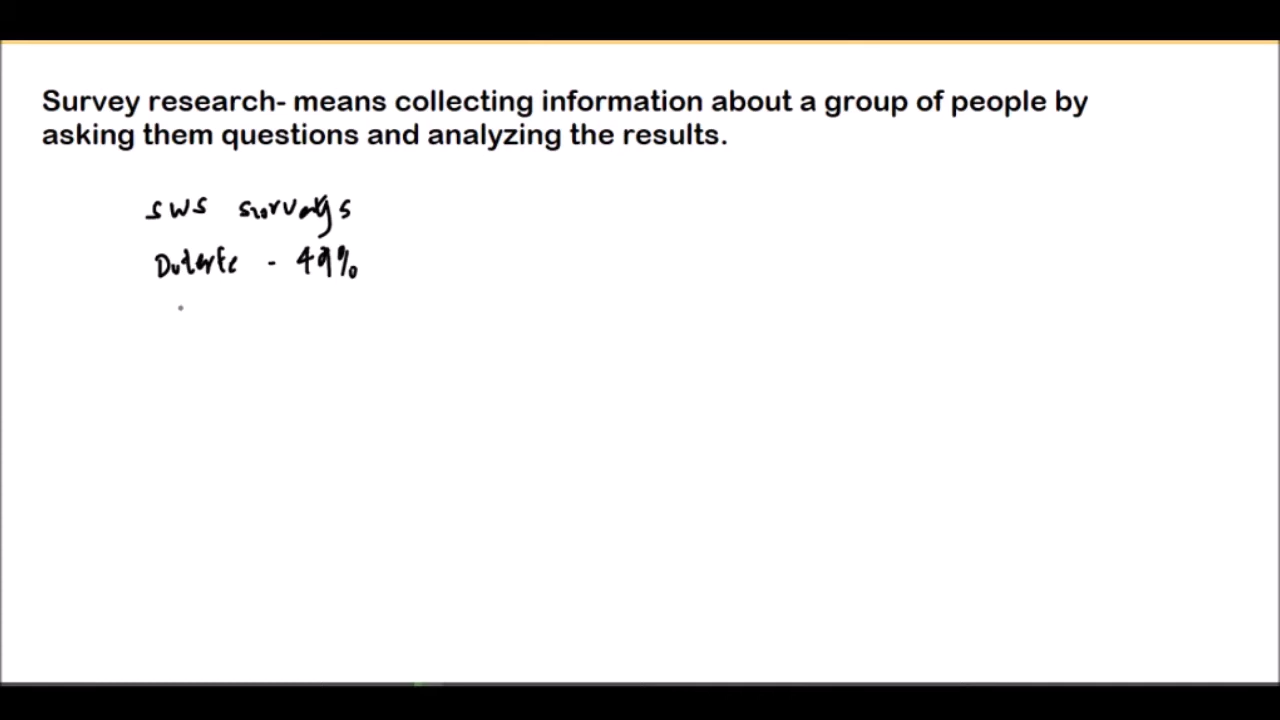 Survey research- means collecting information about a group of people by
asking them questions and analyzing the results.
SWS surveys
Duterte - 49%